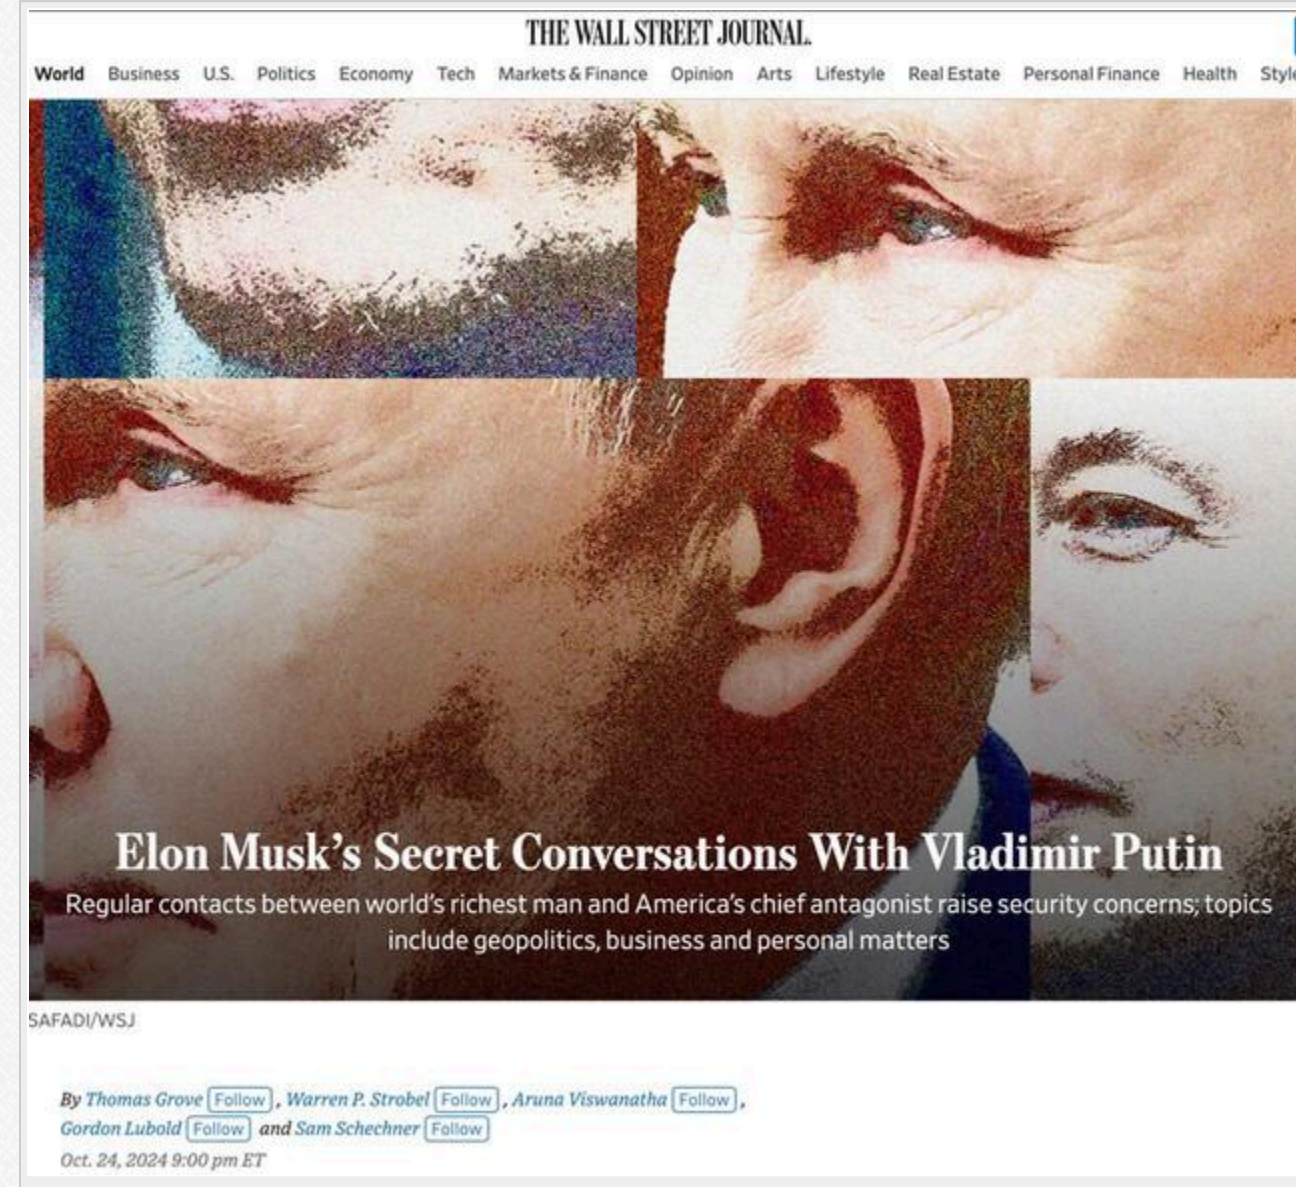 THE WALL STREET JOURNAL.
World Business U.S. Politics Economy Tech Markets & Finance Opinion Arts Lifestyle Real Estate Personal Finance Health Style
Elon Musk's Secret Conversations With Vladimir Putin
Regular contacts between world's richest man and America's chief antagonist raise security concerns; topics
include geopolitics, business and personal matters
SAFADI/WSJ
By Thomas Grove Follow , Warren P. Strobel Follow , Aruna Viswanatha Follow ,
Gordon Lubold Follow and Sam Schechner Follow
Oct. 24, 2024 9:00 pm ET